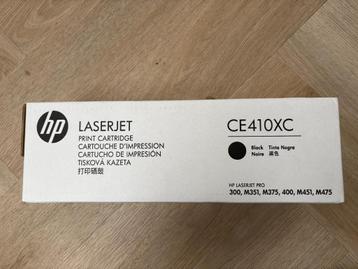 hp
LASERJET
PRINT CARTRIDGE
CARTOUCHE D'IMPRESSION
CARTUCHO DE IMPRESIÓN
TISKOVÁ KAZETA
打印硒鼓
CE410XC
Black Tinta Negra
Noire 黑色
HP LASERJET PRO
300, M351, M375, 400, M451, M475